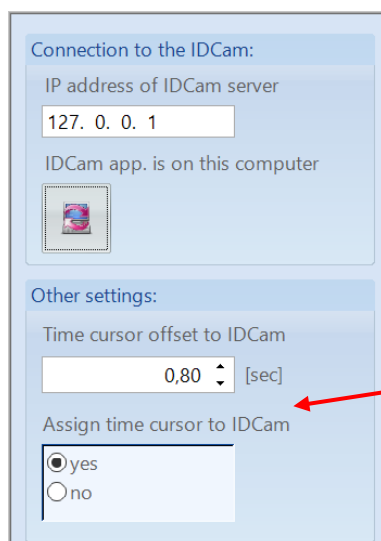 Connection to the IDCam:
IP address of IDCam server
127. 0. 0. 1
IDCam app. is on this computer
Other settings:
Time cursor offset to IDCam
0,80 [sec]
Assign time cursor to IDCam
yes
no